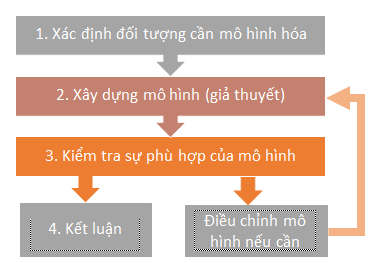 1. Xác định đối tượng cần mô hình hóa
2. Xây dựng mô hình (giả thuyết)
3. Kiểm tra sự phù hợp của mô hình
4. Kết luận
Điều chỉnh mô
hình nếu cần